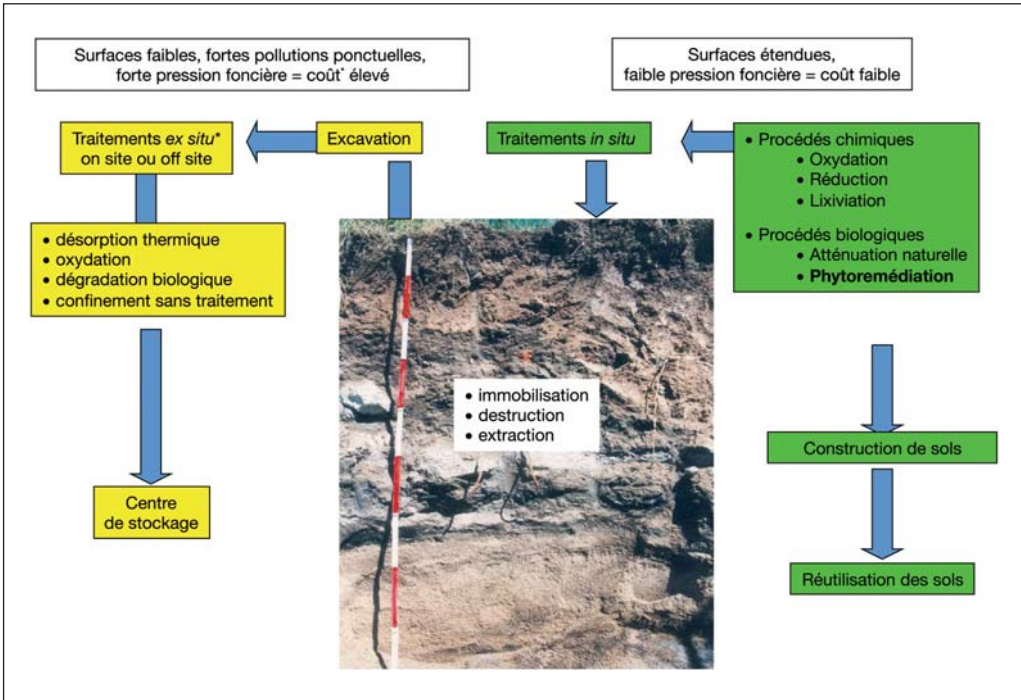 Surfaces faibles, fortes pollutions ponctuelles,
forte pression foncière = coût* élevé
Surfaces étendues,
faible pression foncière = coût faible
Traitements ex situ*
on site ou off site
Excavation
Traitements in situ
• Procédés chimiques
• Oxydation
• Réduction
• Lixiviation
• Procédés biologiques
• Atténuation naturelle
• Phytoremédiation
• désorption thermique
• oxydation
• dégradation biologique
• confinement sans traitement
• immobilisation
• destruction
• extraction
Centre
de stockage
Construction de sols
Réutilisation des sols